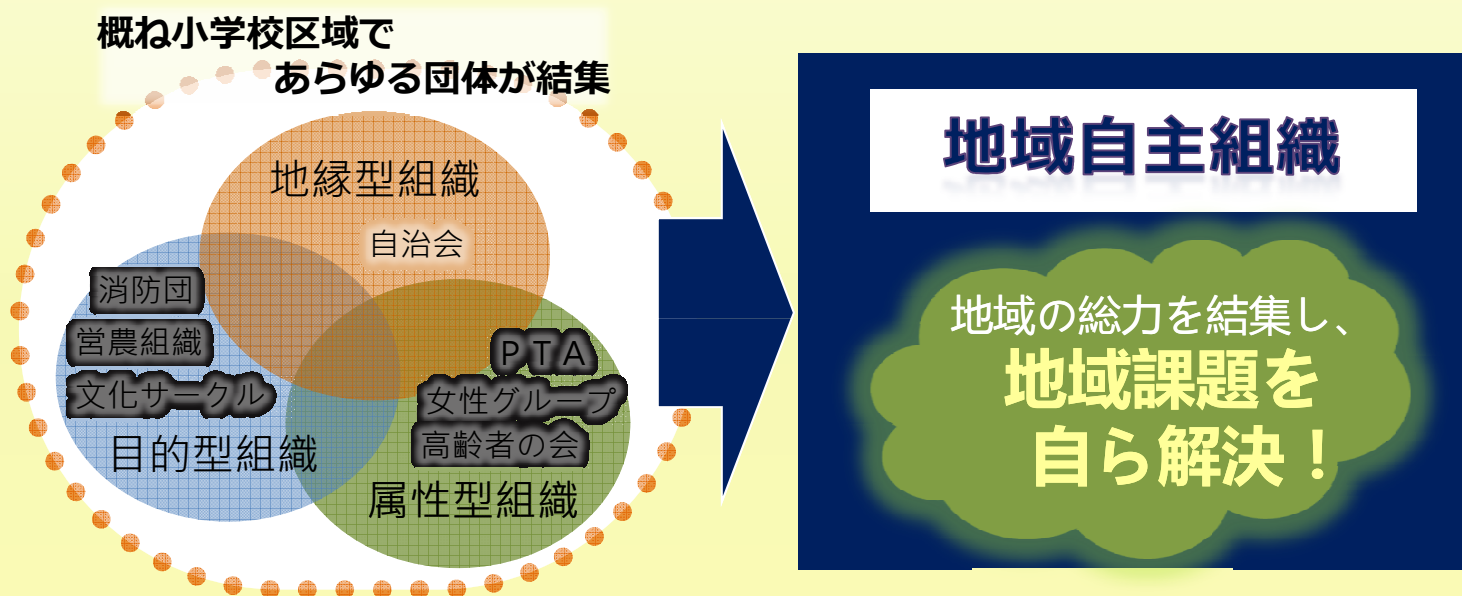 概ね小学校区域で
あらゆる団体が結集
地縁型組織
自治会
消防団
営農組織
文化サークル
目的型組織
ＰＴＡ
女性グループ
高齢者の会
属性型組織
地域自主組織
地域の総力を結集し、
地域課題を
自ら解決！